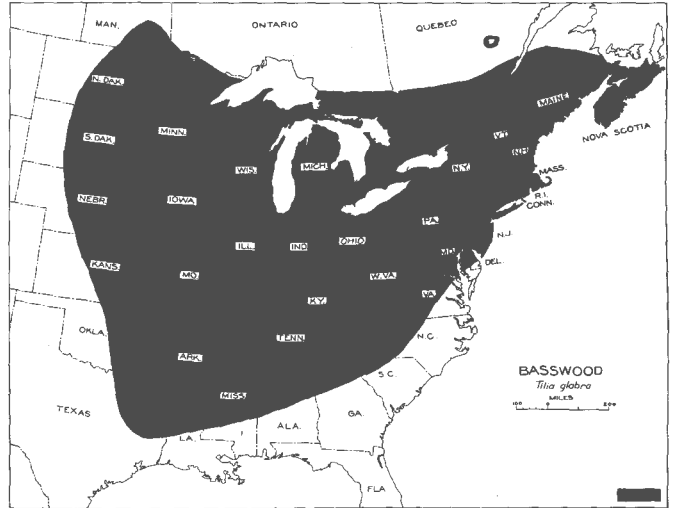 MAN.
ONTARIO
QUEBEC
N. DAK.
MINN.
MAINE
S. DAK.
VT.
NOVA SCOTIA
N.H.
WIS.
MICH.
N.Y.
MASS.
NEBR.
IOWA
R.I.
CONN.
PA.
N.J.
ILL.
IND
OHIO
MD.
DEL.
KANS.
MO.
W.VA.
VA.
KY.
OKLA.
TENN.
N.C.
ARK.
S.C.
BASSWOOD
Tilia glabra
MILES
100 0 200
MISS.
TEXAS
GA.
ALA.
LA.
FLA